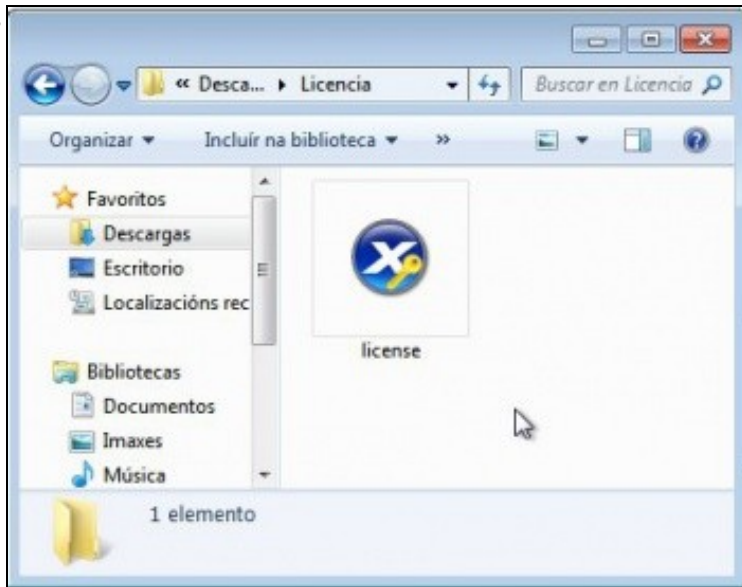 « Desca... ▸ Licencia
Buscar en Licencia
Organizar
Incluír na biblioteca
»
Favoritos
Descargas
Escritorio
Localizacións rec
Bibliotecas
Documentos
Imaxes
Música
license
1 elemento